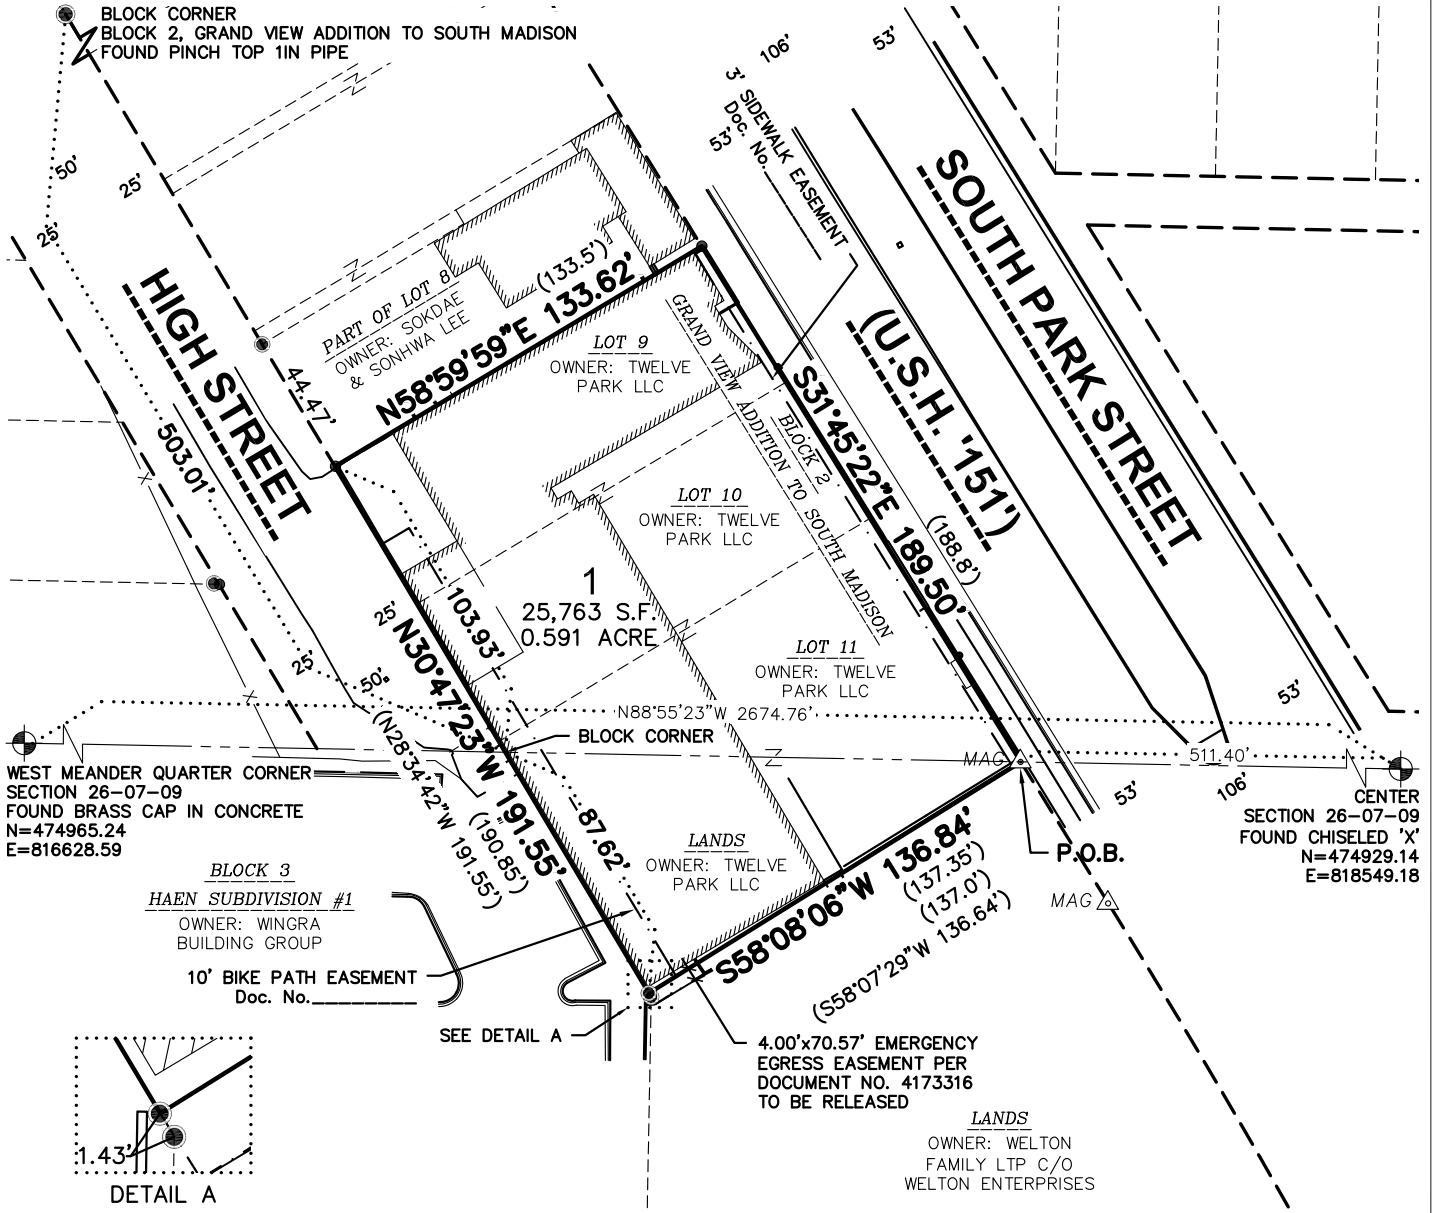 BLOCK CORNER
BLOCK 2, GRAND VIEW ADDITION TO SOUTH MADISON
FOUND PINCH TOP 1IN PIPE
106'
53'
3' SIDEWALK EASEMENT
Doc. No.________
53'
50'
25'
25'
HIGH STREET
SOUTH PARK STREET
(U.S.H. '151')
PART OF LOT 8
OWNER: SOKDAE
& SONHWA LEE
(133.5')
N58°59'59"E 133.62'
44.47'
503.01'
LOT 9
OWNER: TWELVE
PARK LLC
GRAND VIEW ADDITION TO SOUTH MADISON
BLOCK 2
S31°45'22"E 189.50'
(188.8')
LOT 10
OWNER: TWELVE
PARK LLC
1
25,763 S.F.
0.591 ACRE
103.93'
25'
N30°47'23"W 191.55'
LOT 11
OWNER: TWELVE
PARK LLC
25'
50'
53'
N88°55'23"W 2674.76'
BLOCK CORNER
MAG
511.40'
(N28°34'42"W 191.55')
(190.85')
WEST MEANDER QUARTER CORNER
SECTION 26-07-09
FOUND BRASS CAP IN CONCRETE
N=474965.24
E=816628.59
53'
106'
CENTER
SECTION 26-07-09
FOUND CHISELED 'X'
N=474929.14
E=818549.18
87.62'
LANDS
OWNER: TWELVE
PARK LLC
P.O.B.
S58°08'06"W 136.84'
(137.35')
(137.0')
(S58°07'29"W 136.64')
MAG
BLOCK 3
HAEN SUBDIVISION #1
OWNER: WINGRA
BUILDING GROUP
10' BIKE PATH EASEMENT
Doc. No.________
SEE DETAIL A
4.00'x70.57' EMERGENCY
EGRESS EASEMENT PER
DOCUMENT NO. 4173316
TO BE RELEASED
LANDS
OWNER: WELTON
FAMILY LTP C/O
WELTON ENTERPRISES
1.43'
DETAIL A